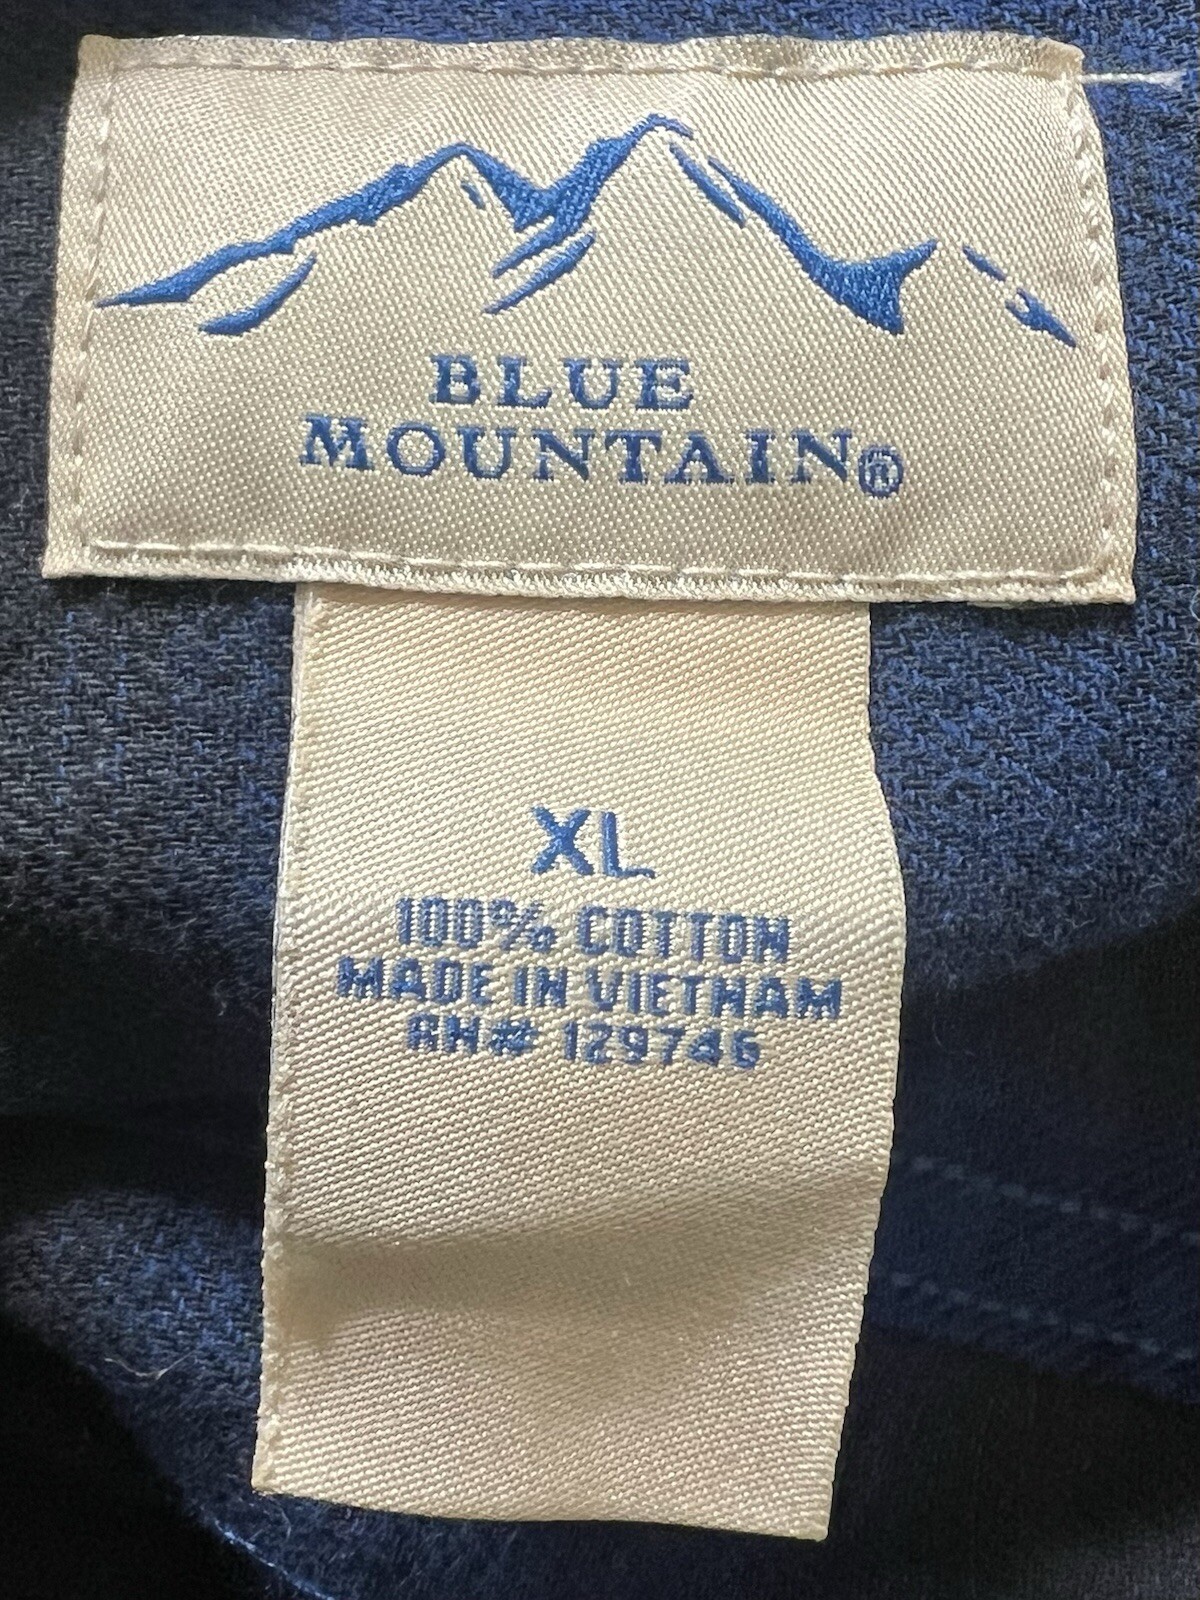 BLUE
MOUNTAIN®
XL
100% COTTON
MADE IN VIETNAM
RN# 129746